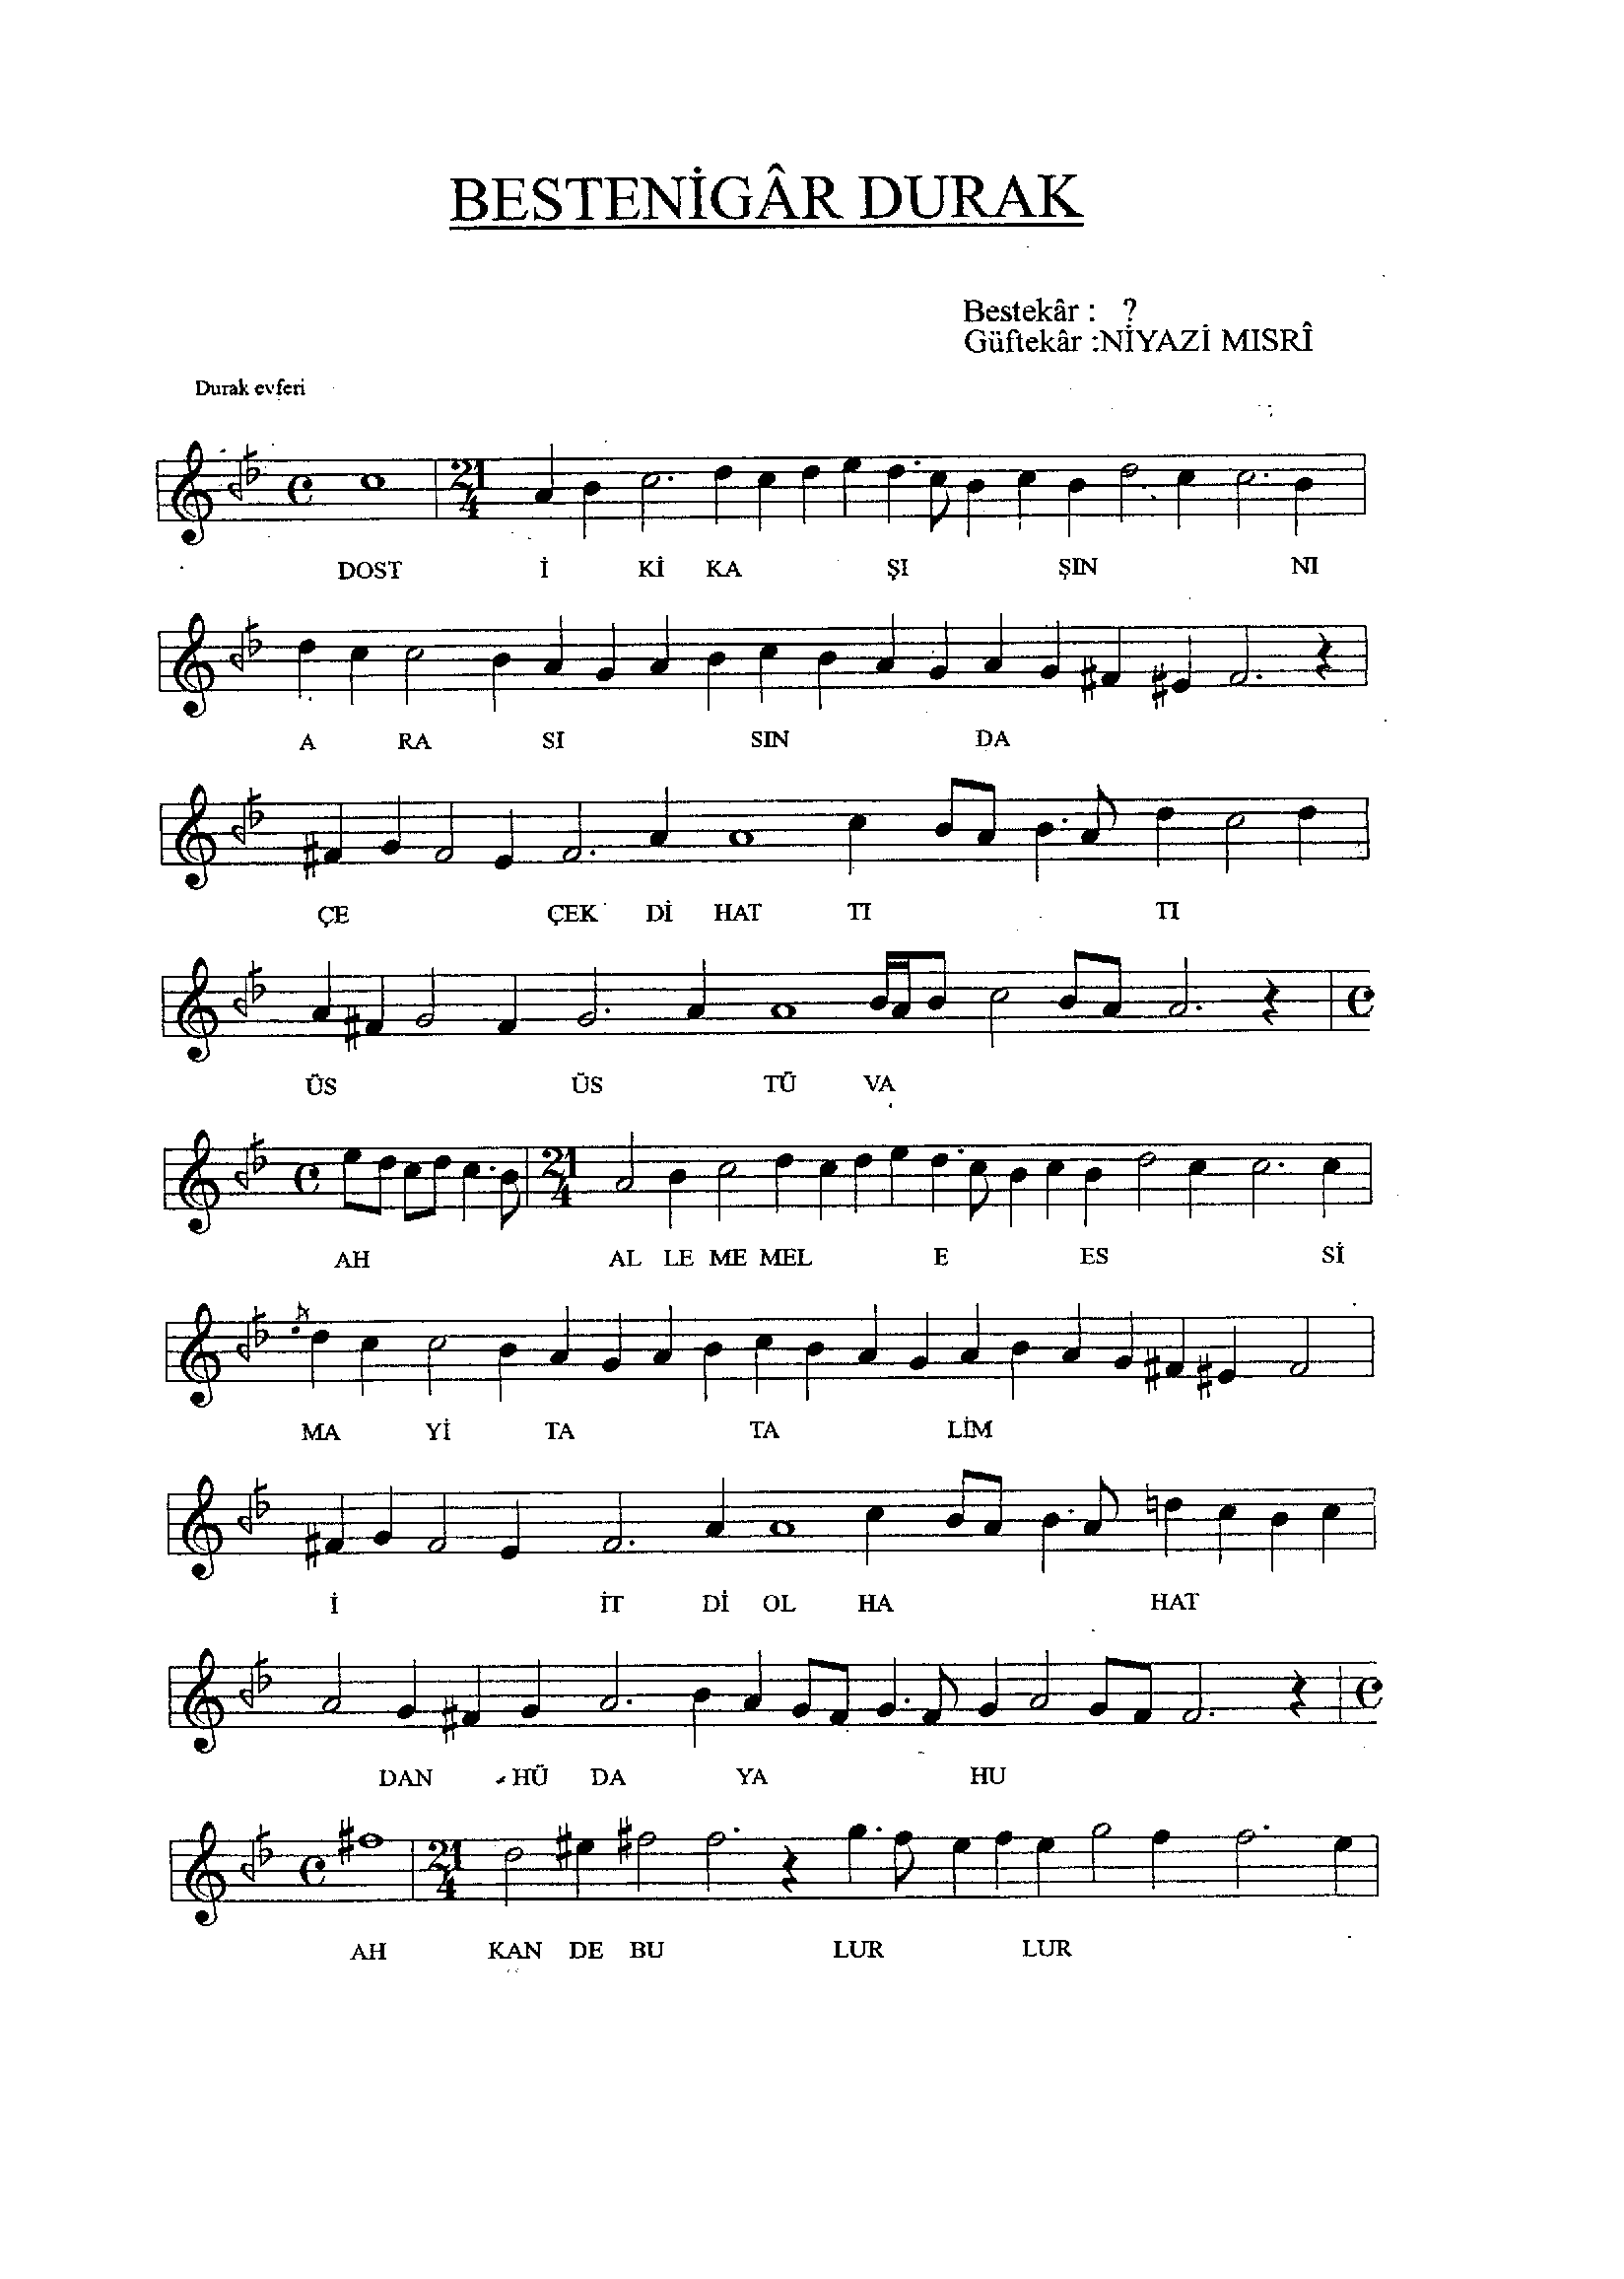 BESTENİGÂR DURAK
Bestekâr : ?
Güftekâr :NİYAZİ MISRÎ
Durak evferi
21
4
DOST İ Kİ KA ŞI ŞIN NI
A RA SI SIN DA
ÇE ÇEK Dİ HAT TI TI
ÜS ÜS TÜ VA
21
4
AH AL LE ME MEL E ES Sİ
MA Yİ TA TA LİM
İ İT Dİ OL HA HAT
DAN HÜ DA YA HU
21
4
AH KAN DE BU LUR LUR